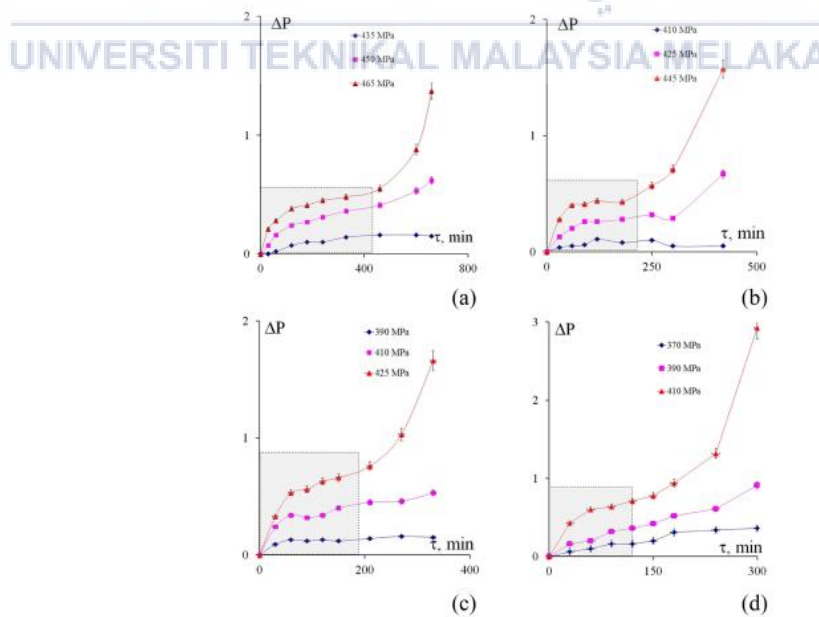 2
ΔP
435 MPa
450 MPa
465 MPa
1
0
τ, min
0
400
800
(a)
2
ΔP
410 MPa
425 MPa
445 MPa
1
0
τ, min
0
250
500
(b)
UNIVERSITI TEKNIKAL MALAYSIA MELAKA
2
ΔP
390 MPa
410 MPa
425 MPa
1
0
τ, min
0
200
400
(c)
3
ΔP
370 MPa
390 MPa
410 MPa
2
1
0
τ, min
0
150
300
(d)